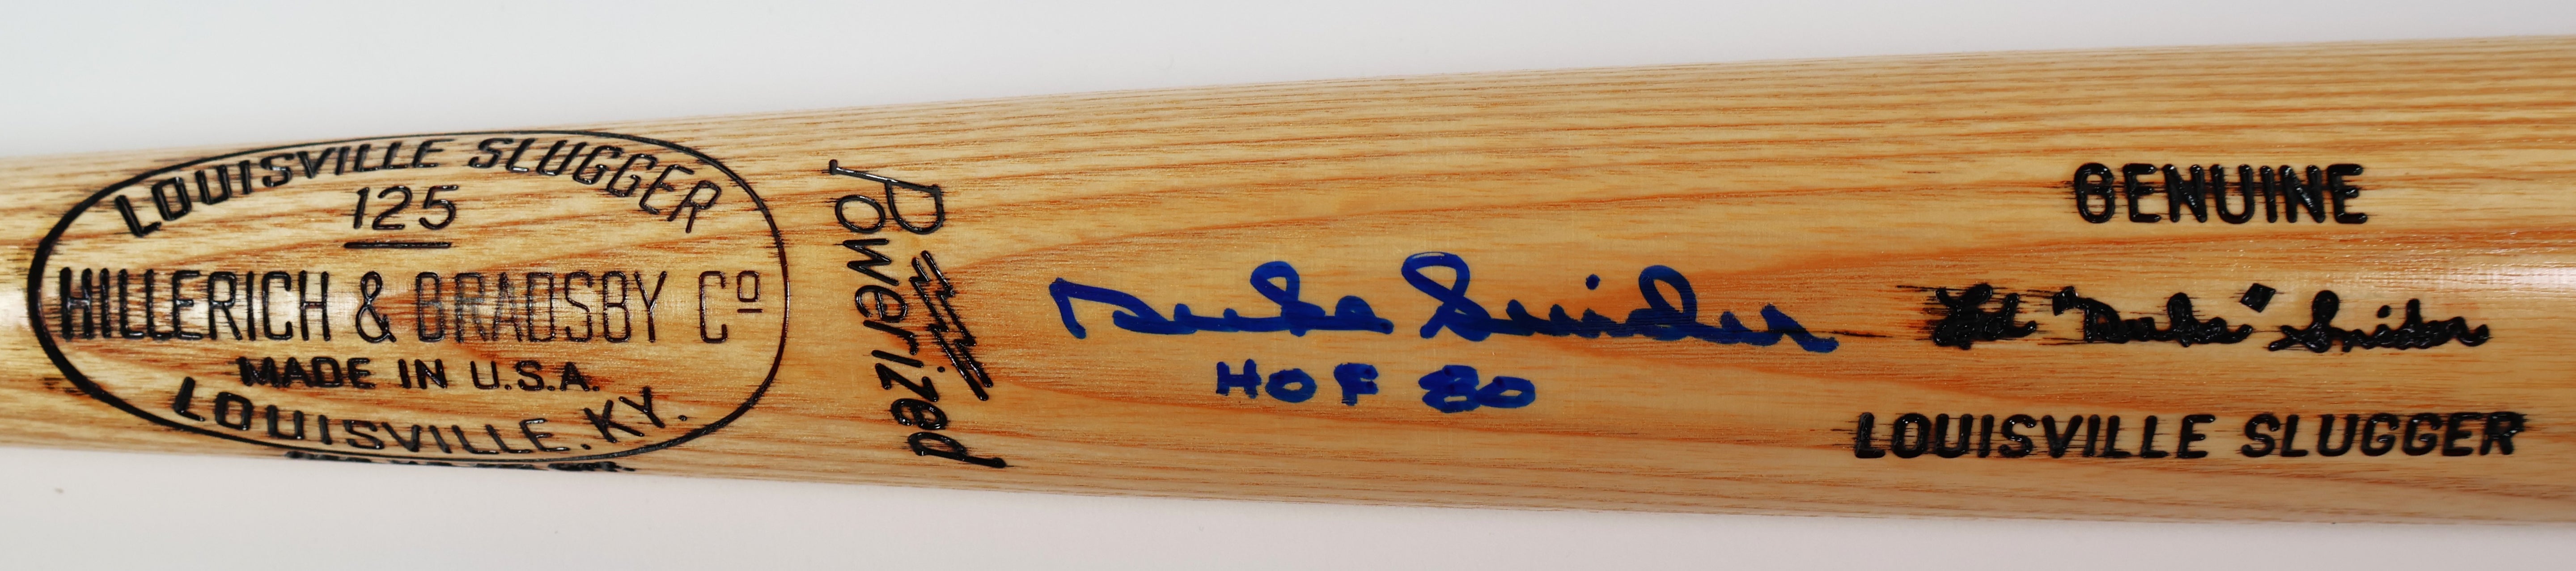 LOUISVILLE SLUGGER
125
HILLERICH & BRADSBY Cº
MADE IN U.S.A.
LOUISVILLE, KY.
Powerized
Duke Snider
HOF 80
GENUINE
Ed "Duke" Snider
LOUISVILLE SLUGGER